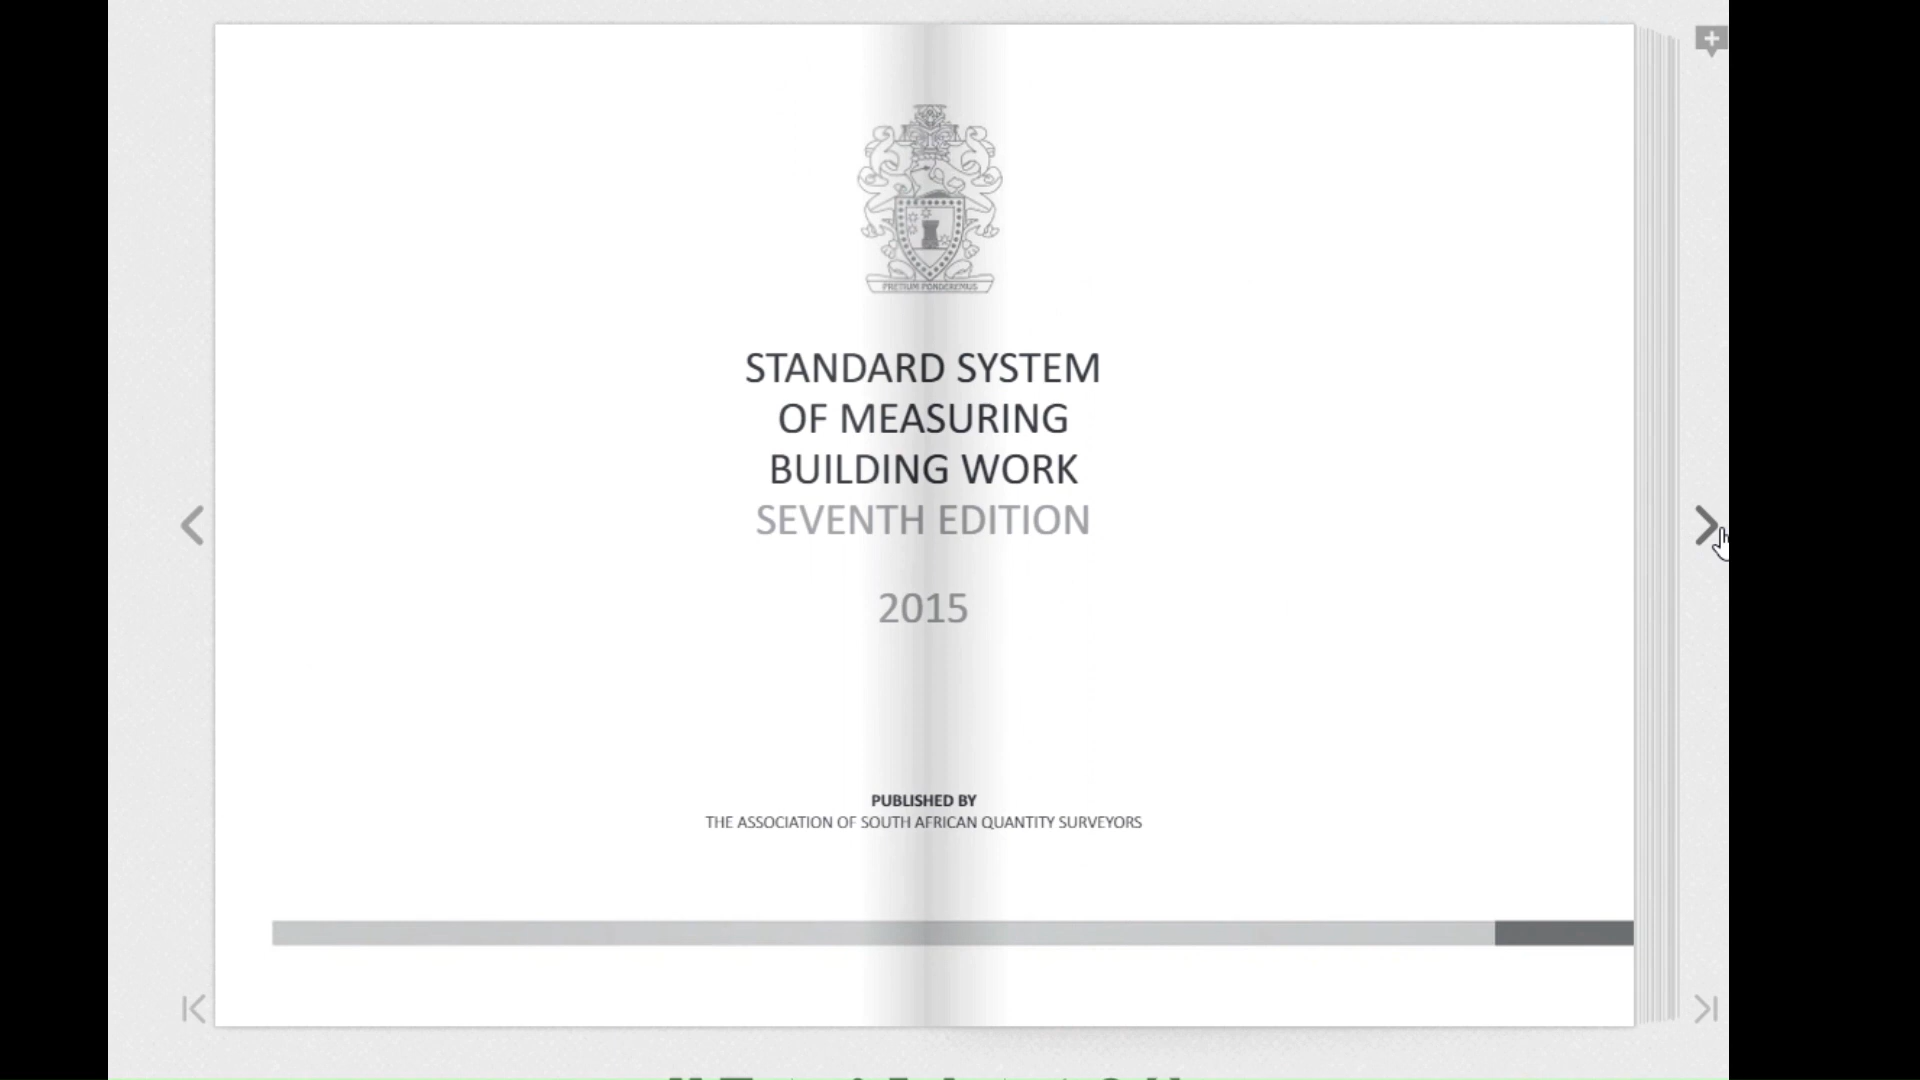 PRETIUM PONDEREMUS
STANDARD SYSTEM
OF MEASURING
BUILDING WORK
SEVENTH EDITION
2015
PUBLISHED BY
THE ASSOCIATION OF SOUTH AFRICAN QUANTITY SURVEYORS